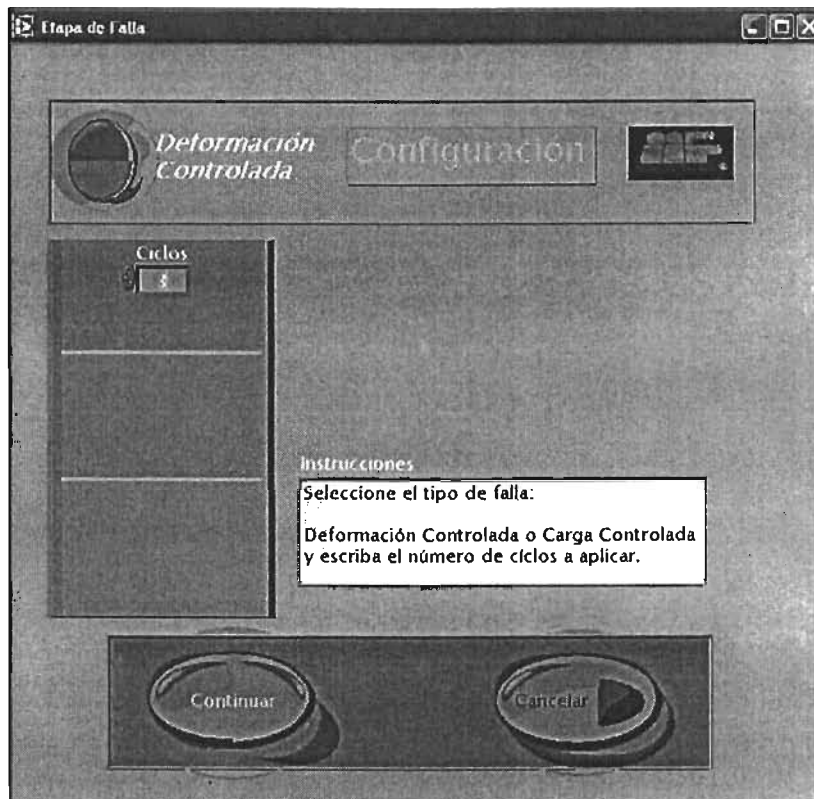 Etapa de Falla
Deformación
Controlada
Configuración
Ciclos
Instrucciones
Seleccione el tipo de falla:
Deformación Controlada o Carga Controlada
y escriba el número de ciclos a aplicar.
Continuar
Cancelar